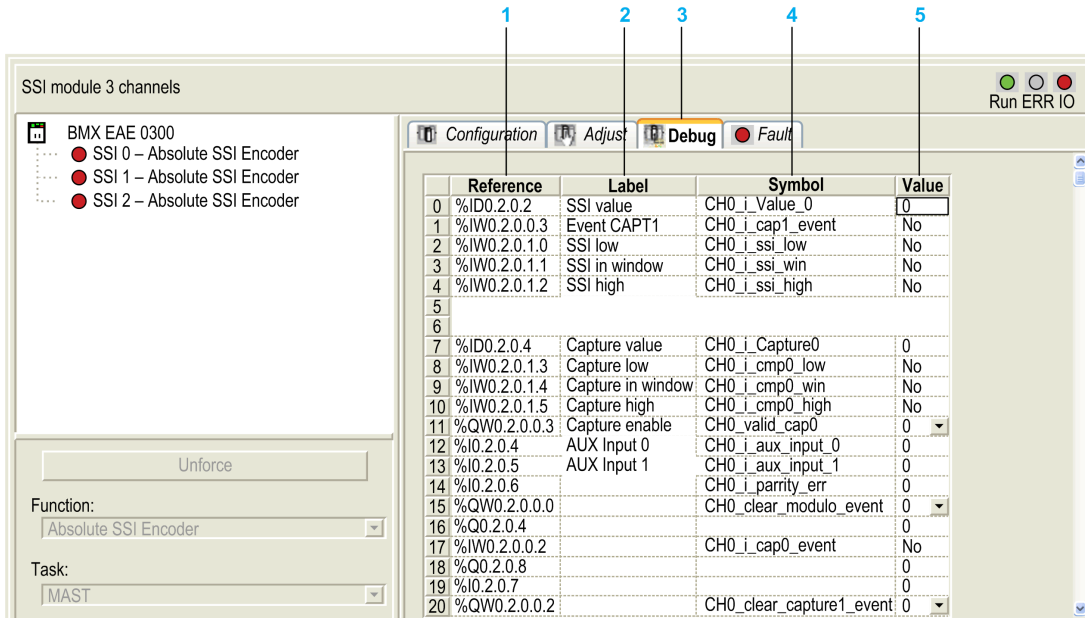 1 2 3 4 5
SSI module 3 channels
Run ERR IO
BMX EAE 0300
SSI 0 – Absolute SSI Encoder
SSI 1 – Absolute SSI Encoder
SSI 2 – Absolute SSI Encoder
Unforce
Function:
Absolute SSI Encoder
Task:
MAST
Configuration Adjust Debug Fault
Reference Label Symbol Value
0 %ID0.2.0.2 SSI value CH0_i_Value_0 0
1 %IW0.2.0.0.3 Event CAPT1 CH0_i_cap1_event No
2 %IW0.2.0.1.0 SSI low CH0_i_ssi_low No
3 %IW0.2.0.1.1 SSI in window CH0_i_ssi_win No
4 %IW0.2.0.1.2 SSI high CH0_i_ssi_high No
5
6
7 %ID0.2.0.4 Capture value CH0_i_Capture0 0
8 %IW0.2.0.1.3 Capture low CH0_i_cmp0_low No
9 %IW0.2.0.1.4 Capture in window CH0_i_cmp0_win No
10 %IW0.2.0.1.5 Capture high CH0_i_cmp0_high No
11 %QW0.2.0.0.3 Capture enable CH0_valid_cap0 0
12 %I0.2.0.4 AUX Input 0 CH0_i_aux_input_0 0
13 %I0.2.0.5 AUX Input 1 CH0_i_aux_input_1 0
14 %I0.2.0.6 CH0_i_parrity_err 0
15 %QW0.2.0.0.0 CH0_clear_modulo_event 0
16 %Q0.2.0.4 0
17 %IW0.2.0.0.2 CH0_i_cap0_event No
18 %Q0.2.0.8 0
19 %I0.2.0.7 0
20 %QW0.2.0.0.2 CH0_clear_capture1_event 0